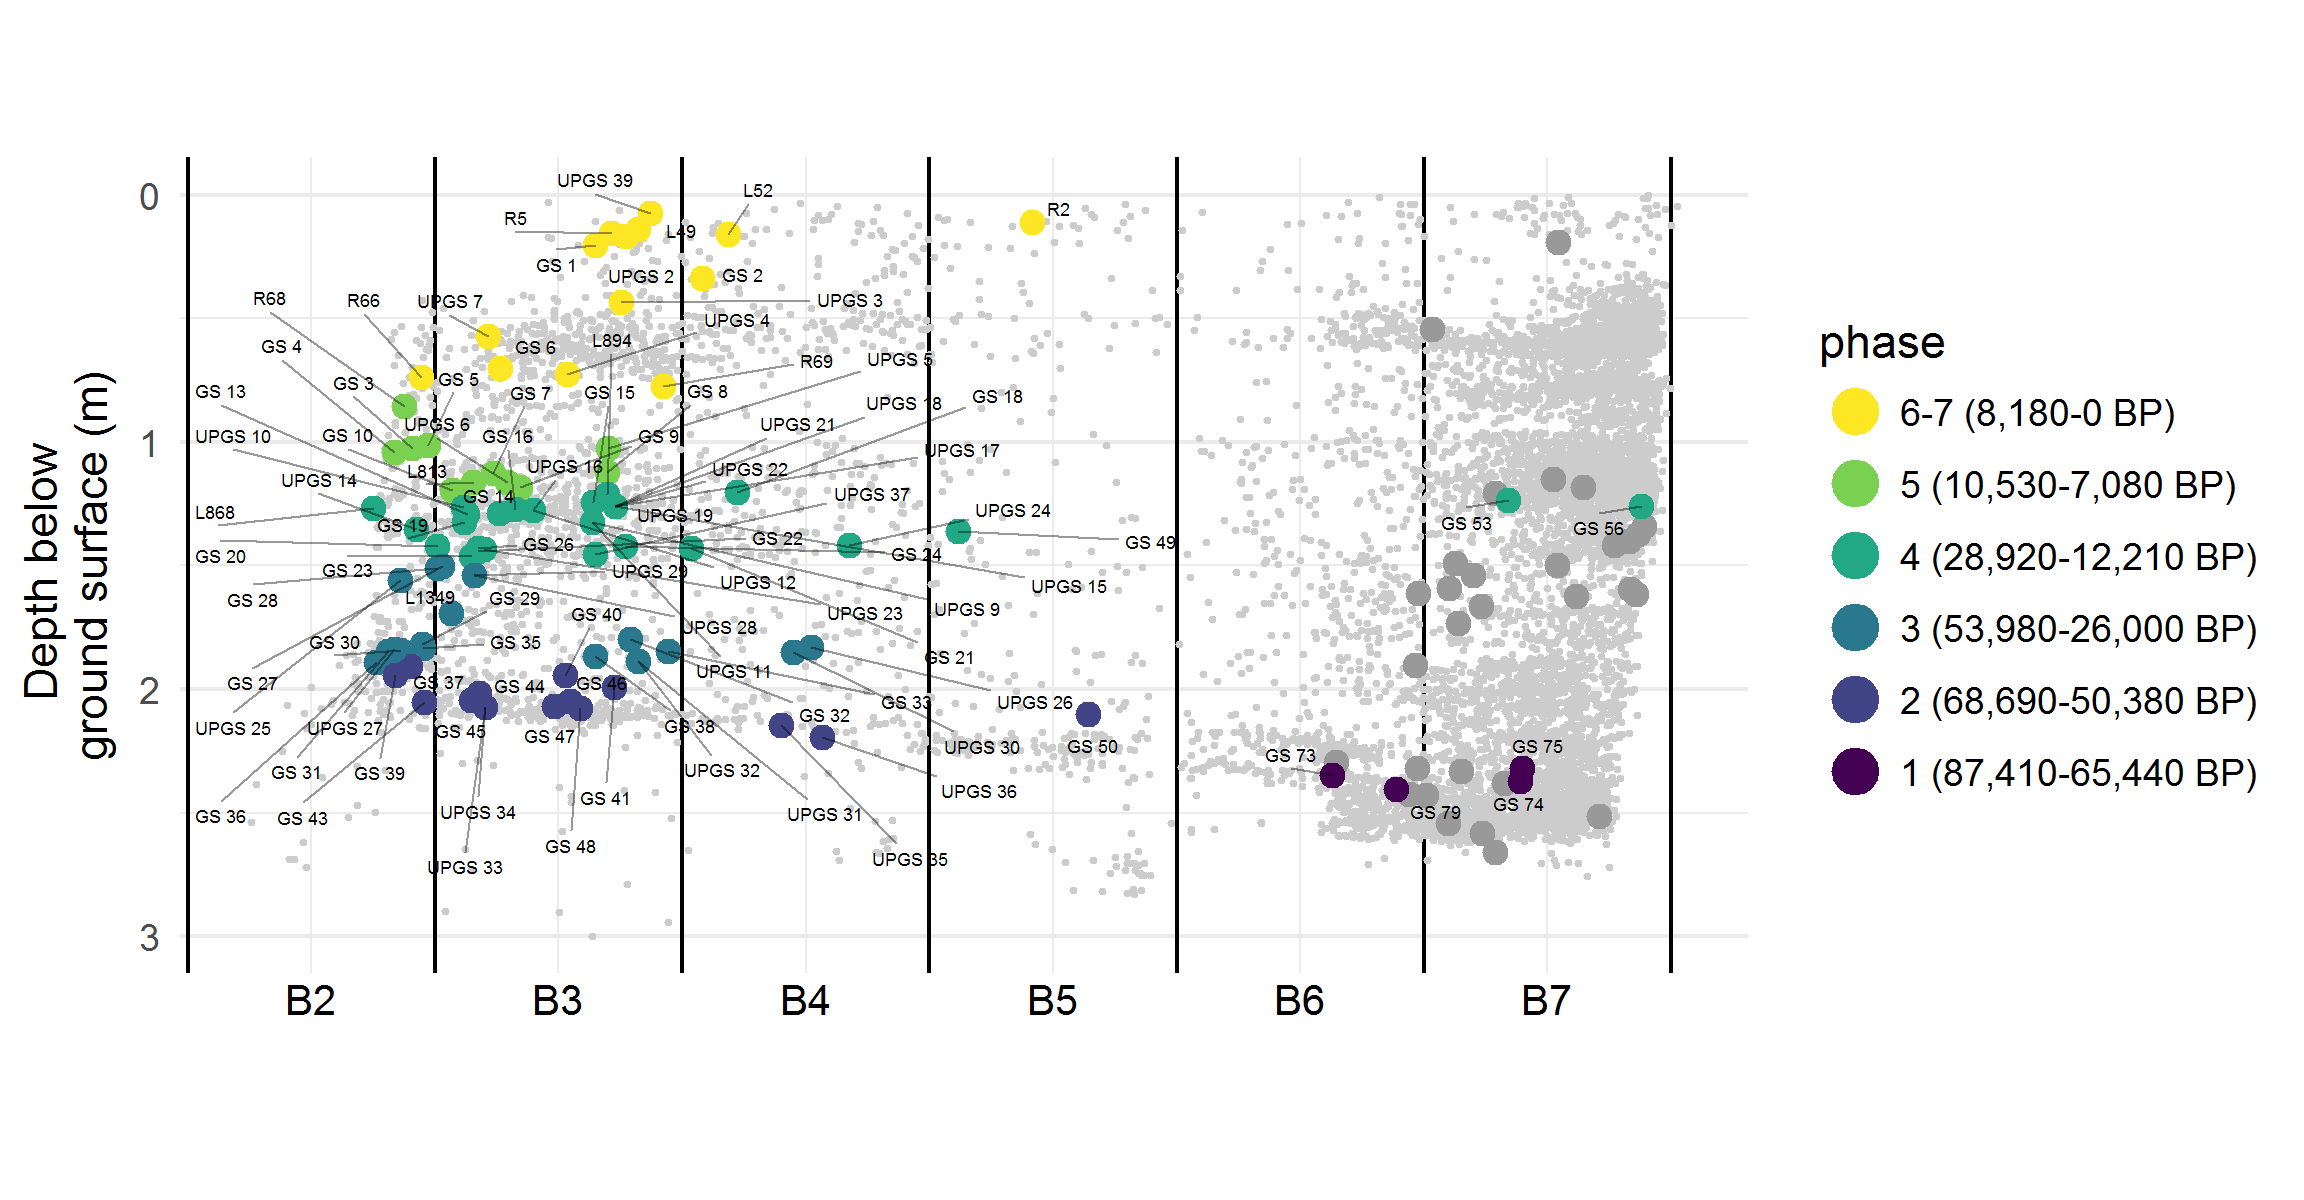 UPGS 39
L52
R2
R5
L49
GS 1
UPGS 2
GS 2
R68
R66
UPGS 7
UPGS 3
UPGS 4
GS 4
GS 6
L894
R69
UPGS 5
GS 13
GS 3
GS 5
GS 7
GS 15
GS 8
UPGS 18
GS 18
UPGS 10
GS 10
UPGS 6
GS 16
GS 9
UPGS 21
UPGS 17
UPGS 14
L813
UPGS 16
UPGS 22
GS 14
UPGS 37
L868
GS 19
UPGS 19
UPGS 24
GS 53
GS 56
GS 20
GS 26
GS 22
GS 24
GS 49
GS 23
UPGS 29
UPGS 12
UPGS 15
GS 28
L1349
GS 29
GS 40
UPGS 23
UPGS 9
GS 30
GS 35
UPGS 28
GS 21
GS 27
GS 37
GS 44
GS 46
UPGS 11
GS 33
UPGS 26
UPGS 25
UPGS 27
GS 45
GS 47
GS 38
GS 32
UPGS 30
GS 50
GS 73
GS 75
GS 31
GS 39
UPGS 32
UPGS 36
GS 36
GS 43
UPGS 34
GS 41
UPGS 31
GS 79
GS 74
UPGS 33
GS 48
UPGS 35
0
1
2
3
Depth below
ground surface (m)
B2
B3
B4
B5
B6
B7
phase
6-7 (8,180-0 BP)
5 (10,530-7,080 BP)
4 (28,920-12,210 BP)
3 (53,980-26,000 BP)
2 (68,690-50,380 BP)
1 (87,410-65,440 BP)